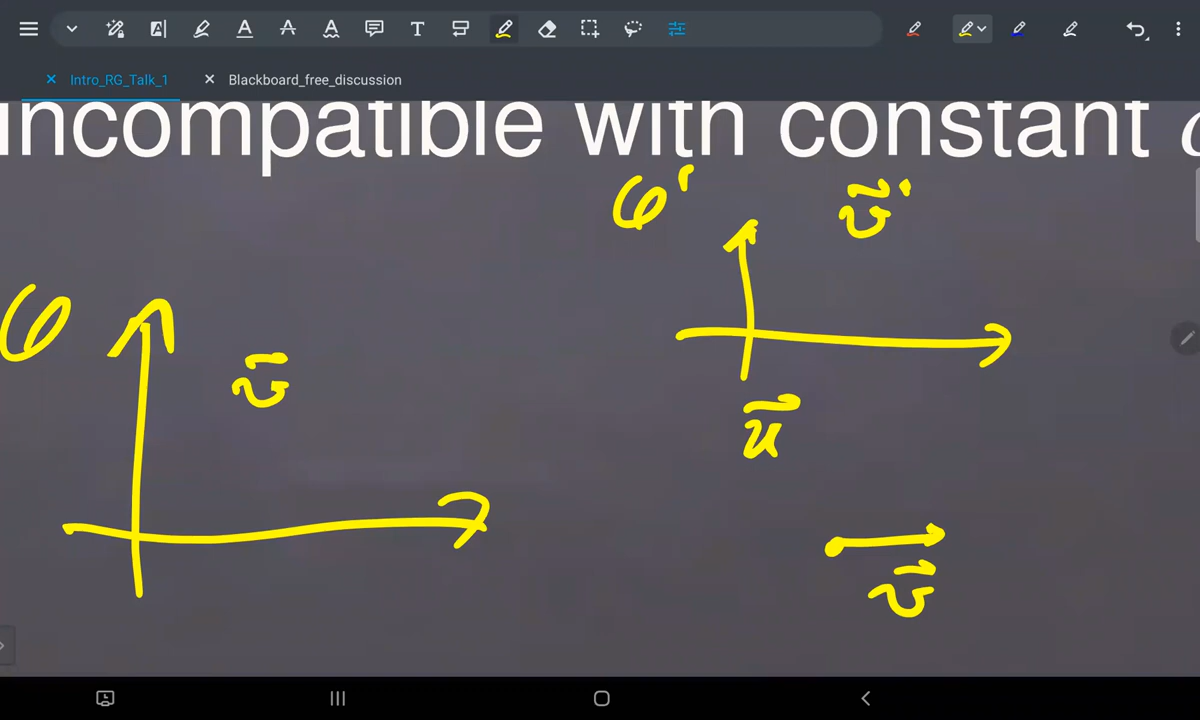 Intro_RG_Talk_1
Blackboard_free_discussion
incompatible with constant
v⃗'
v⃗
u⃗
v⃗